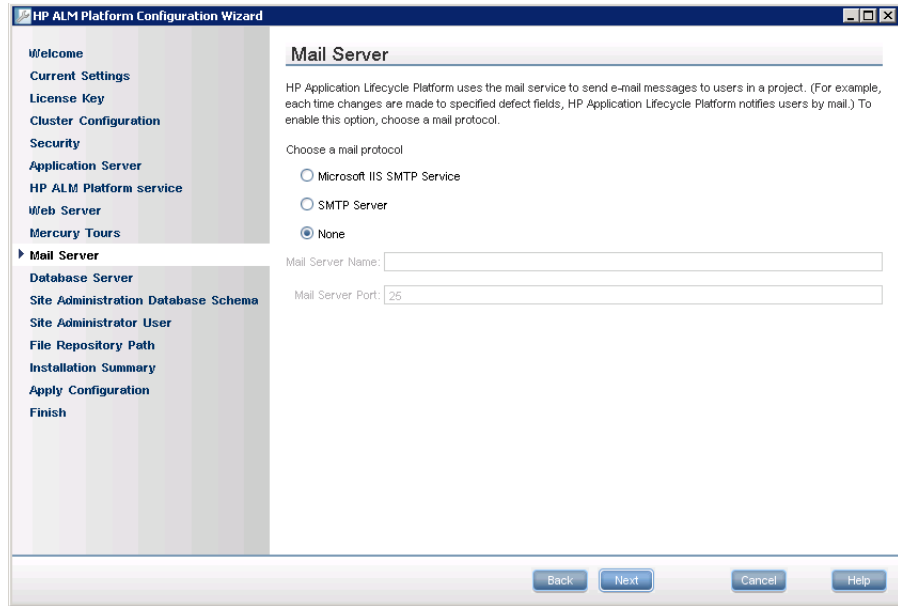 HP ALM Platform Configuration Wizard
Welcome
Current Settings
License Key
Cluster Configuration
Security
Application Server
HP ALM Platform service
Web Server
Mercury Tours
Mail Server
Database Server
Site Administration Database Schema
Site Administrator User
File Repository Path
Installation Summary
Apply Configuration
Finish
Mail Server
HP Application Lifecycle Platform uses the mail service to send e-mail messages to users in a project. (For example,
each time changes are made to specified defect fields, HP Application Lifecycle Platform notifies users by mail.) To
enable this option, choose a mail protocol.
Choose a mail protocol
Microsoft IIS SMTP Service
SMTP Server
None
Mail Server Name:
Mail Server Port: 25
Back Next Cancel Help